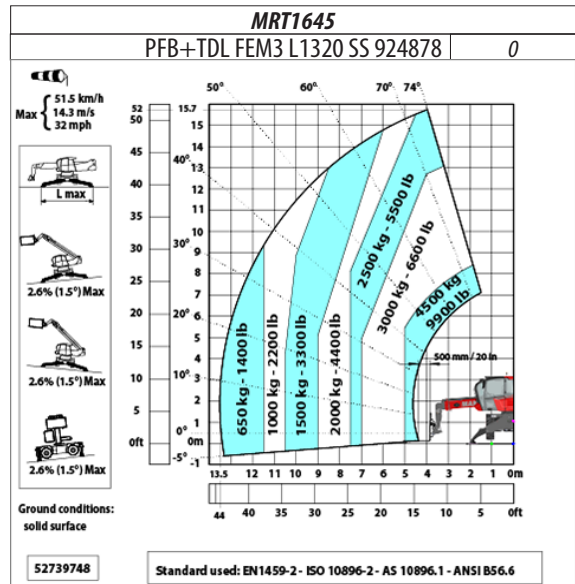 MRT1645
PFB+TDL FEM3 L1320 SS 924878
0
Max
51.5 km/h
14.3 m/s
32 mph
L max
2.6% (1.5°) Max
2.6% (1.5°) Max
2.6% (1.5°) Max
Ground conditions:
solid surface
52739748
50° 60° 70° 74°
40°
30°
20°
10°
0°
-5°
52
50
45
40
35
30
25
20
15
10
5
0ft
15.7
15
14
13
12
11
10
9
8
7
6
5
4
3
2
1
0m
-1
650 kg - 1400 lb
1000 kg - 2200 lb
1500 kg - 3300 lb
2000 kg - 4400 lb
2500 kg - 5500 lb
3000 kg - 6600 lb
4500 kg
9900 lb
500 mm / 20 in
13.5 12 11 10 9 8 7 6 5 4 3 2 1 0m
44 40 35 30 25 20 15 10 5 0ft
Standard used: EN1459-2 - ISO 10896-2 - AS 10896.1 - ANSI B56.6